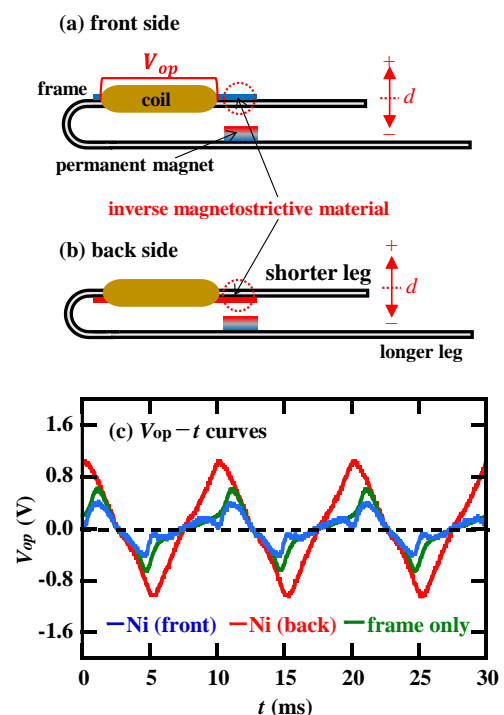 (a) front side
V_op
frame
coil
+
d
−
permanent magnet
inverse magnetostrictive material
(b) back side
shorter leg
+
d
−
longer leg
(c) Vop−t curves
1.6
0.8
0.0
-0.8
-1.6
V_op (V)
Ni (front) Ni (back) frame only
0 5 10 15 20 25 30
t (ms)